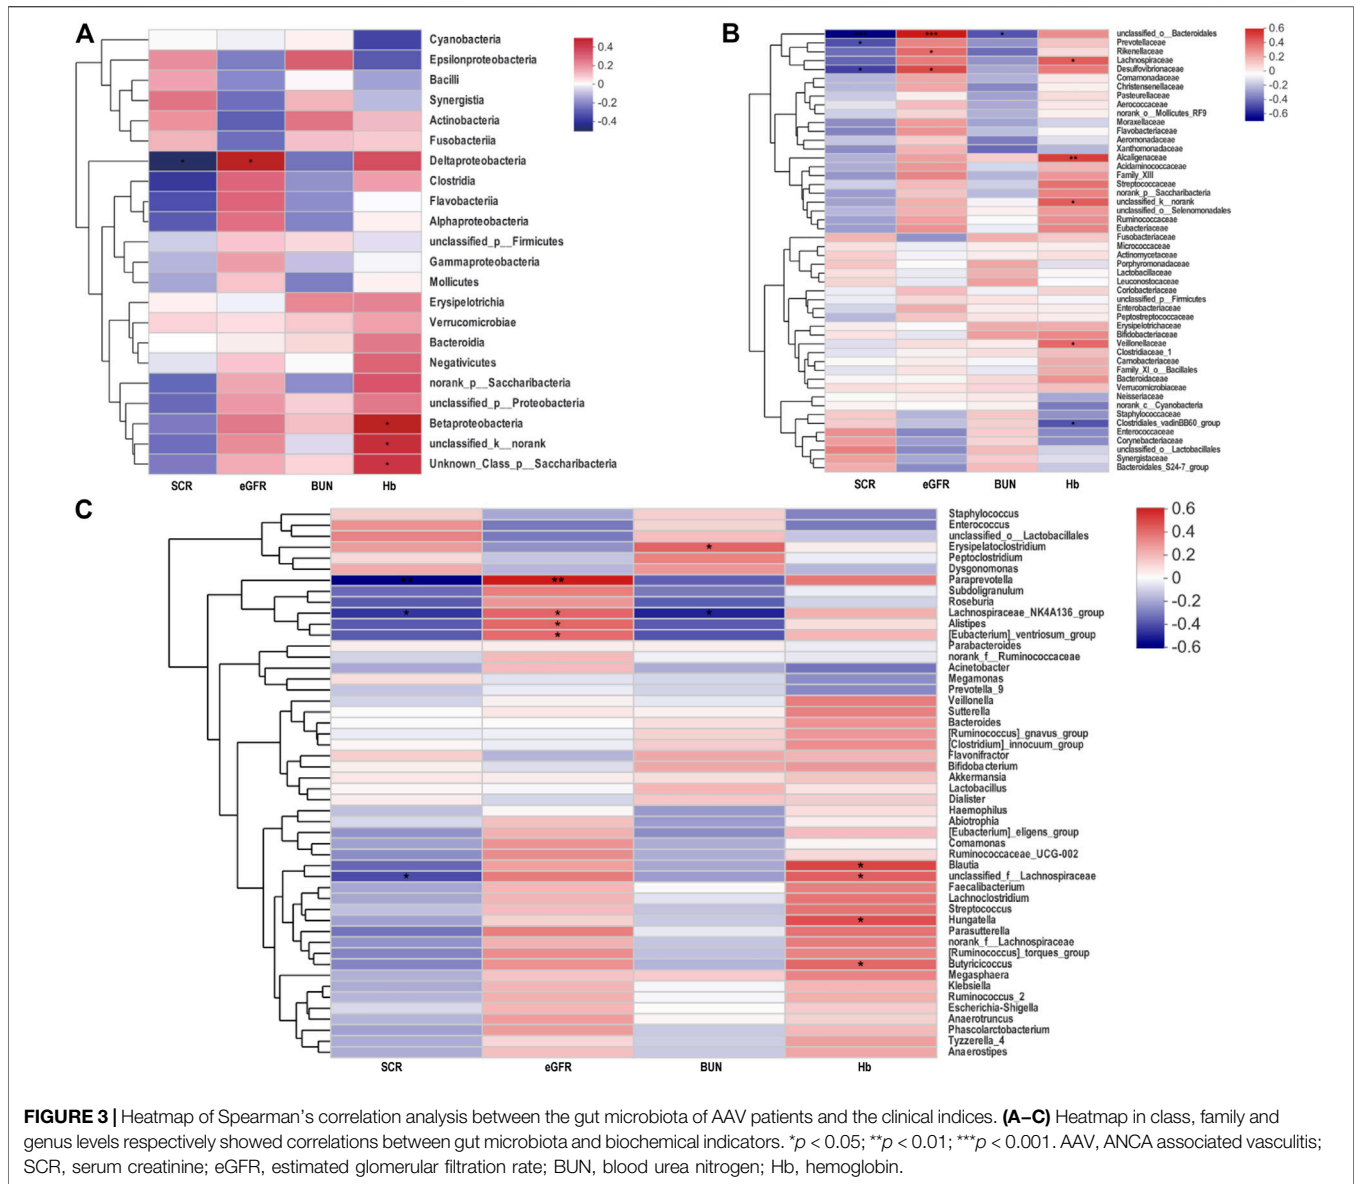 A
Cyanobacteria
Epsilonproteobacteria
Bacilli
Synergistia
Actinobacteria
Fusobacteriia
Deltaproteobacteria
Clostridia
Flavobacteriia
Alphaproteobacteria
unclassified_p__Firmicutes
Gammaproteobacteria
Mollicutes
Erysipelotrichia
Verrucomicrobiae
Bacteroidia
Negativicutes
norank_p__Saccharibacteria
unclassified_p__Proteobacteria
Betaproteobacteria
unclassified_k__norank
Unknown_Class_p__Saccharibacteria
SCR eGFR BUN Hb
0.4
0.2
0
-0.2
-0.4
* *
*
*
*
B
unclassified_o__Bacteroidales
Prevotellaceae
Rikenellaceae
Lachnospiraceae
Desulfovibrionaceae
Comamonadaceae
Christensenellaceae
Pasteurellaceae
Aerococcaceae
norank_o__Mollicutes_RF9
Moraxellaceae
Flavobacteriaceae
Aeromonadaceae
Xanthomonadaceae
Alcaligenaceae
Acidaminococcaceae
Family_XIII
Streptococcaceae
norank_p__Saccharibacteria
unclassified_k__norank
unclassified_o__Selenomonadales
Ruminococcaceae
Eubacteriaceae
Fusobacteriaceae
Micrococcaceae
Actinomycetaceae
Porphyromonadaceae
Lactobacillaceae
Leuconostocaceae
Coriobacteriaceae
unclassified_p__Firmicutes
Enterobacteriaceae
Peptostreptococcaceae
Erysipelotrichaceae
Bifidobacteriaceae
Veillonellaceae
Clostridiaceae_1
Carnobacteriaceae
Family_XI_o__Bacillales
Bacteroidaceae
Verrucomicrobiaceae
Neisseriaceae
norank_c__Cyanobacteria
Staphylococcaceae
Clostridiales_vadinBB60_group
Enterococcaceae
Corynebacteriaceae
unclassified_o__Lactobacillales
Synergistaceae
Bacteroidales_S24-7_group
SCR eGFR BUN Hb
0.6
0.4
0.2
0
-0.2
-0.4
-0.6
*** *
*
*
*
* *
**
*
*
*
C
Staphylococcus
Enterococcus
unclassified_o__Lactobacillales
Erysipelatoclostridium
Peptoclostridium
Dysgonomonas
Paraprevotella
Subdoligranulum
Roseburia
Lachnospiraceae_NK4A136_group
Alistipes
[Eubacterium]_ventriosum_group
Parabacteroides
norank_f__Ruminococcaceae
Acinetobacter
Megamonas
Prevotella_9
Veillonella
Sutterella
Bacteroides
[Ruminococcus]_gnavus_group
[Clostridium]_innocuum_group
Flavonifractor
Bifidobacterium
Akkermansia
Lactobacillus
Dialister
Haemophilus
Abiotrophia
[Eubacterium]_eligens_group
Comamonas
Ruminococcaceae_UCG-002
Blautia
unclassified_f__Lachnospiraceae
Faecalibacterium
Lachnoclostridium
Streptococcus
Hungatella
Parasutterella
norank_f__Lachnospiraceae
[Ruminococcus]_torques_group
Butyricicoccus
Megasphaera
Klebsiella
Ruminococcus_2
Escherichia-Shigella
Anaerotruncus
Phascolarctobacterium
Tyzzerella_4
Anaerostipes
SCR eGFR BUN Hb
0.6
0.4
0.2
0
-0.2
-0.4
-0.6
*
** **
* * *
*
*
*
* *
*
*
FIGURE 3 | Heatmap of Spearman's correlation analysis between the gut microbiota of AAV patients and the clinical indices. (A–C) Heatmap in class, family and
genus levels respectively showed correlations between gut microbiota and biochemical indicators. *p < 0.05; **p < 0.01; ***p < 0.001. AAV, ANCA associated vasculitis;
SCR, serum creatinine; eGFR, estimated glomerular filtration rate; BUN, blood urea nitrogen; Hb, hemoglobin.